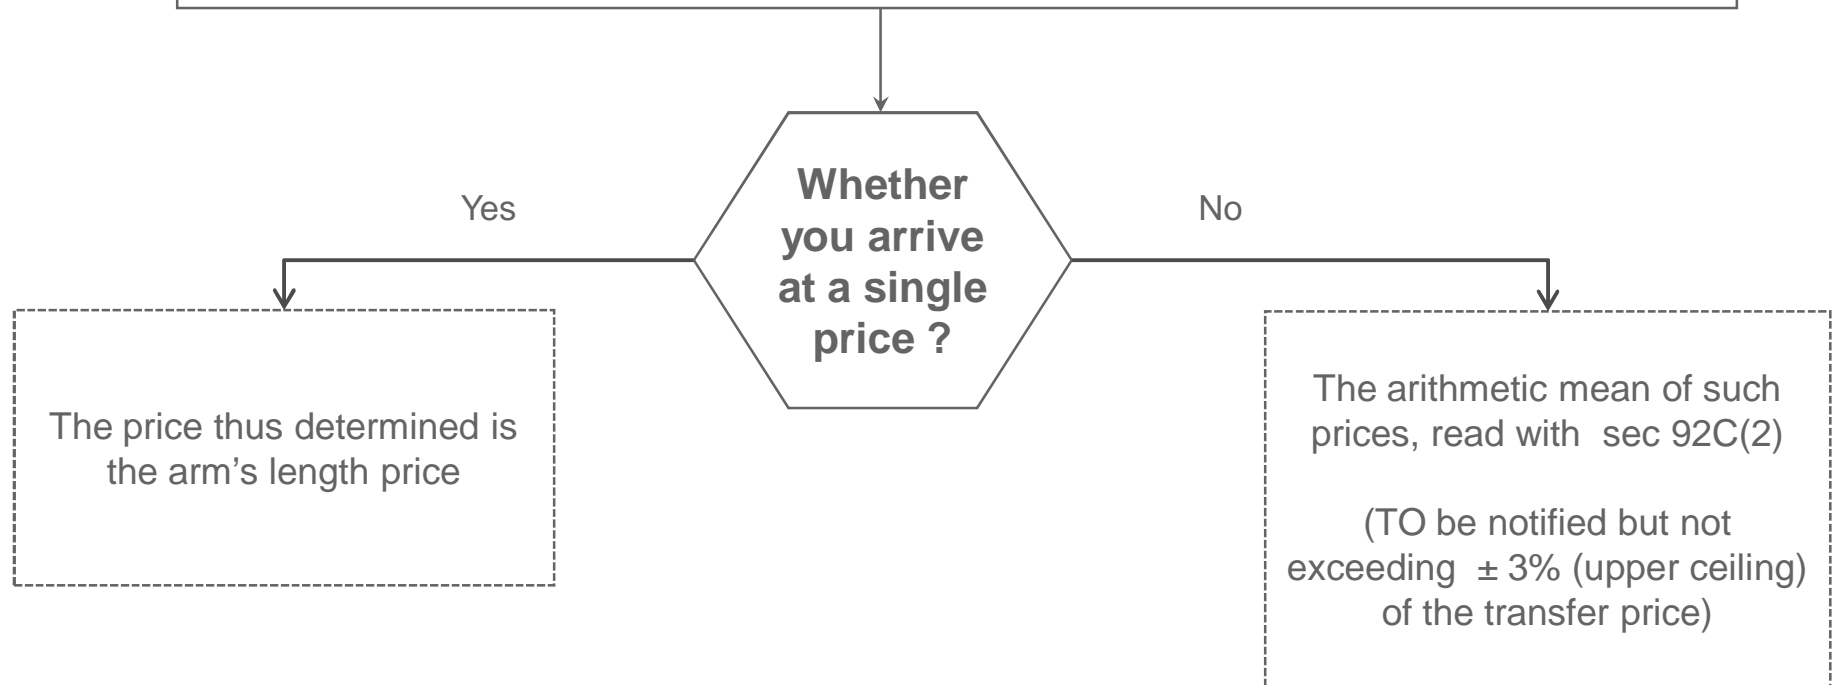 Yes
Whether
you arrive
at a single
price ?
No
The price thus determined is
the arm's length price
The arithmetic mean of such
prices, read with  sec 92C(2)
(TO be notified but not
exceeding  ± 3% (upper ceiling)
of the transfer price)